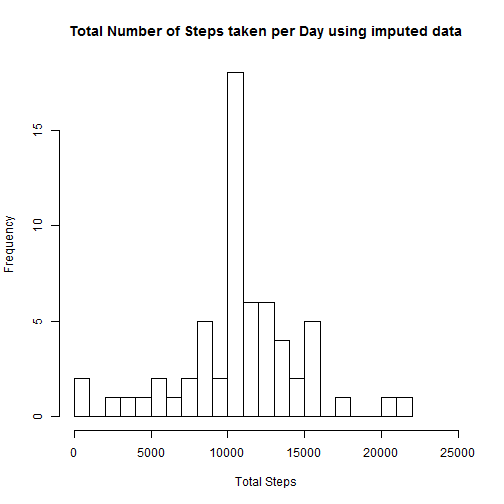 Total Number of Steps taken per Day using imputed data
15
10
5
0
Frequency
0 5000 10000 15000 20000 25000
Total Steps